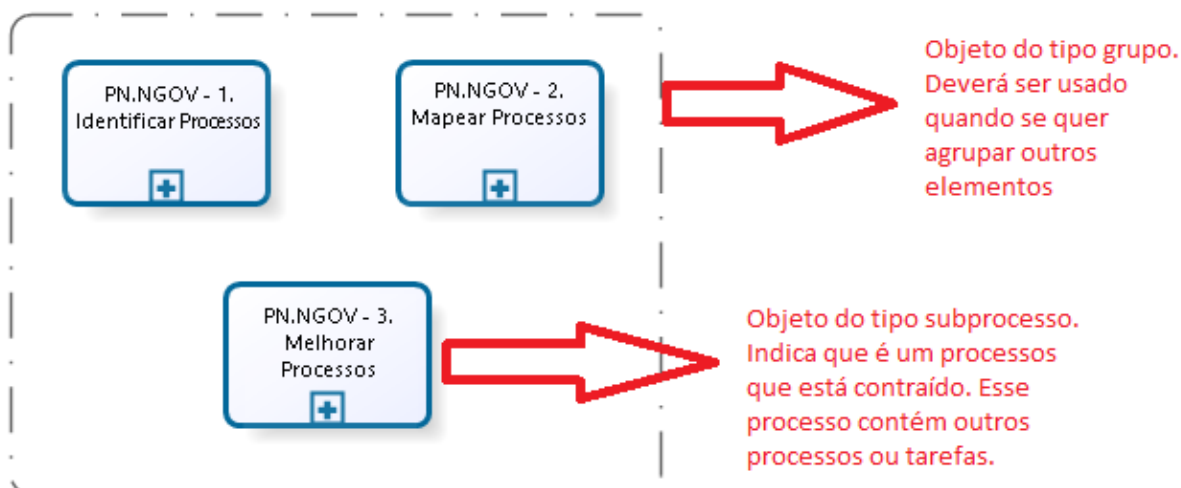 PN.NGOV - 1.
Identificar Processos
PN.NGOV - 2.
Mapear Processos
Objeto do tipo grupo.
Deverá ser usado
quando se quer
agrupar outros
elementos
PN.NGOV - 3.
Melhorar
Processos
Objeto do tipo subprocesso.
Indica que é um processos
que está contraído. Esse
processo contém outros
processos ou tarefas.